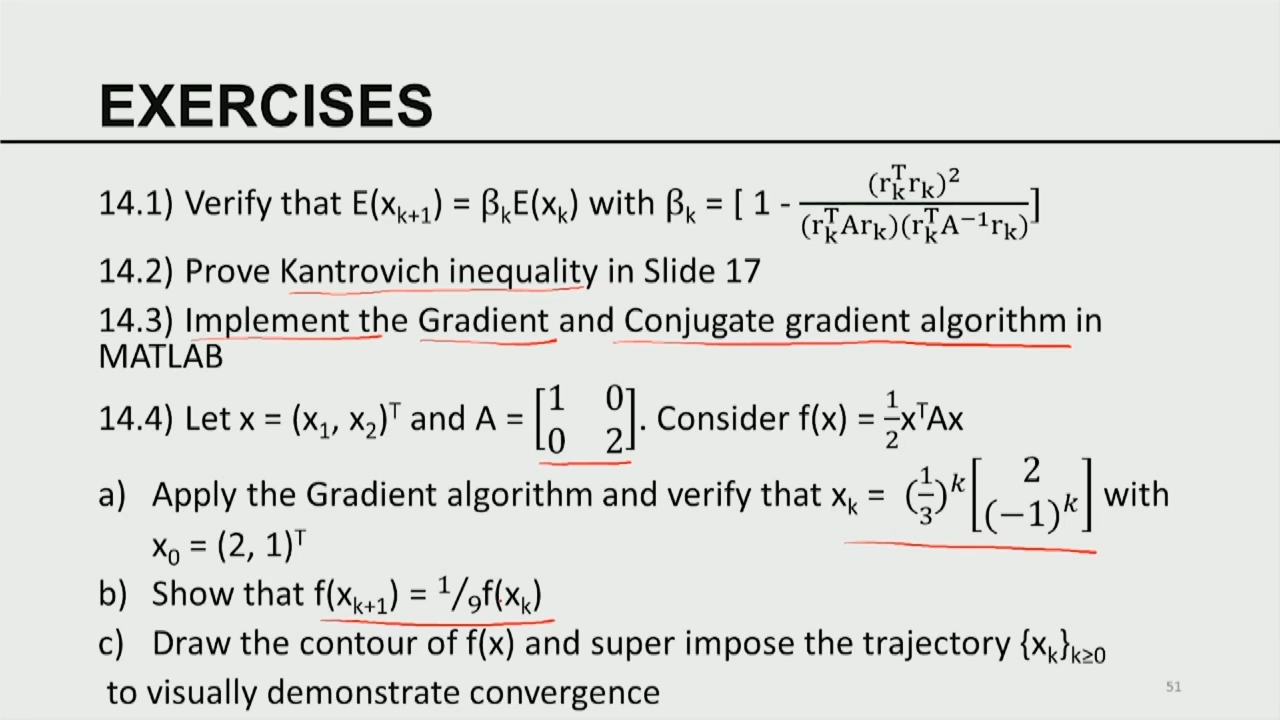 EXERCISES
14.1) Verify that E(xₖ₊₁) = βₖE(xₖ) with βₖ = [ 1 - (rₖᵀrₖ)² / (rₖᵀArₖ)(rₖᵀA⁻¹rₖ) ]
14.2) Prove Kantrovich inequality in Slide 17
14.3) Implement the Gradient and Conjugate gradient algorithm in
MATLAB
14.4) Let x = (x₁, x₂)ᵀ and A = [1 0; 0 2]. Consider f(x) = 1/2 xᵀAx
a) Apply the Gradient algorithm and verify that xₖ = (1/3)ᵏ [2; (−1)ᵏ] with
x₀ = (2, 1)ᵀ
b) Show that f(xₖ₊₁) = 1/9f(xₖ)
c) Draw the contour of f(x) and super impose the trajectory {xₖ}k≥0
to visually demonstrate convergence
51